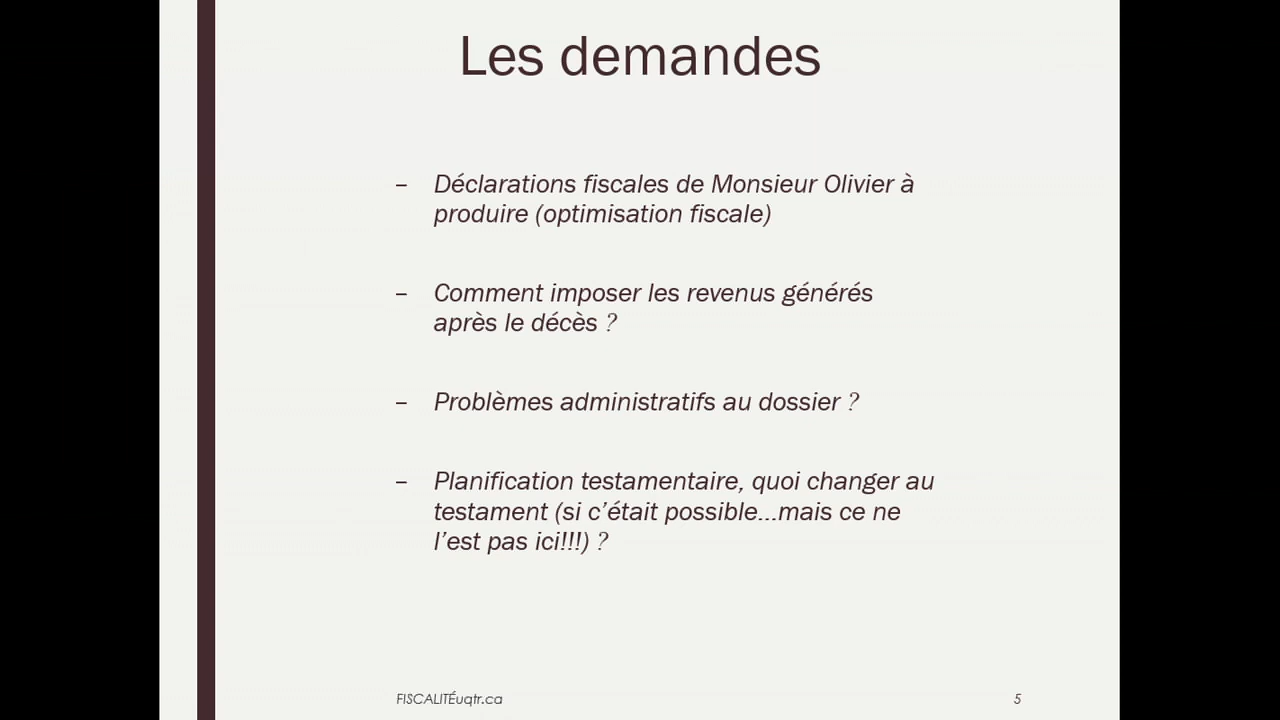 Les demandes
– Déclarations fiscales de Monsieur Olivier à
produire (optimisation fiscale)
– Comment imposer les revenus générés
après le décès ?
– Problèmes administratifs au dossier ?
– Planification testamentaire, quoi changer au
testament (si c’était possible…mais ce ne
l’est pas ici!!!) ?
FISCALITÉuqtr.ca
5